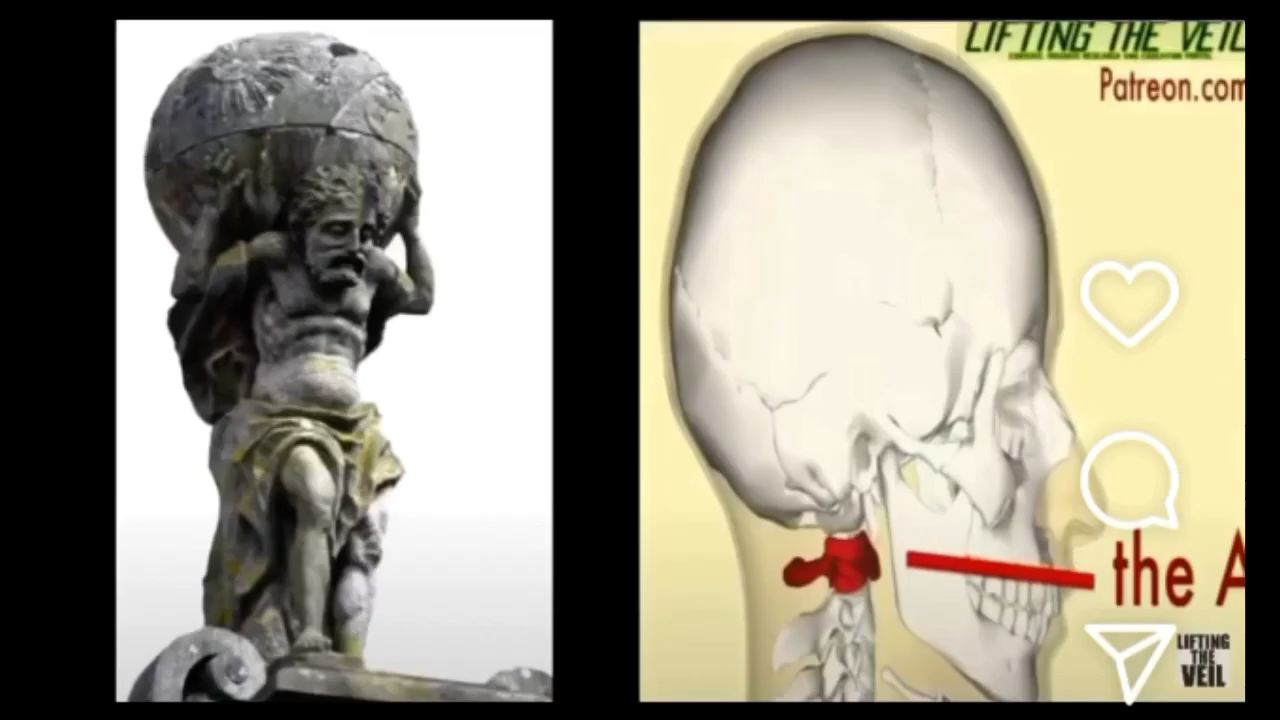 LIFTING THE VEIL
Patreon.com
the A
LIFTING
THE
VEIL